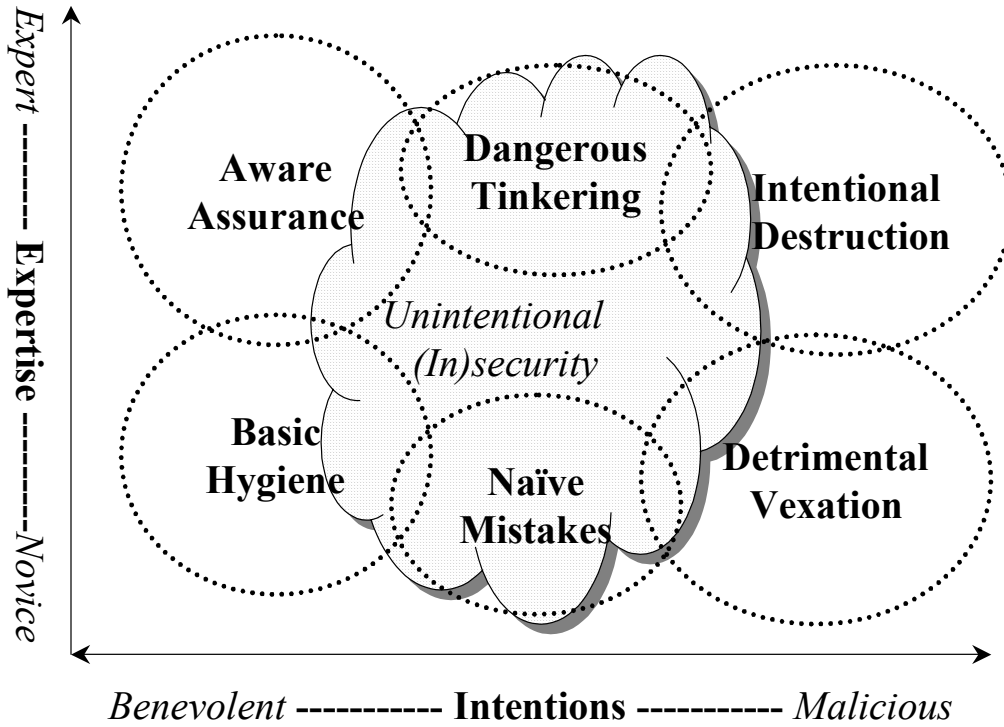 Expert -------- Expertise --------Novice
Aware
Assurance
Dangerous
Tinkering
Intentional
Destruction
Unintentional
(In)security
Basic
Hygiene
Naïve
Mistakes
Detrimental
Vexation
Benevolent ----------- Intentions ----------- Malicious